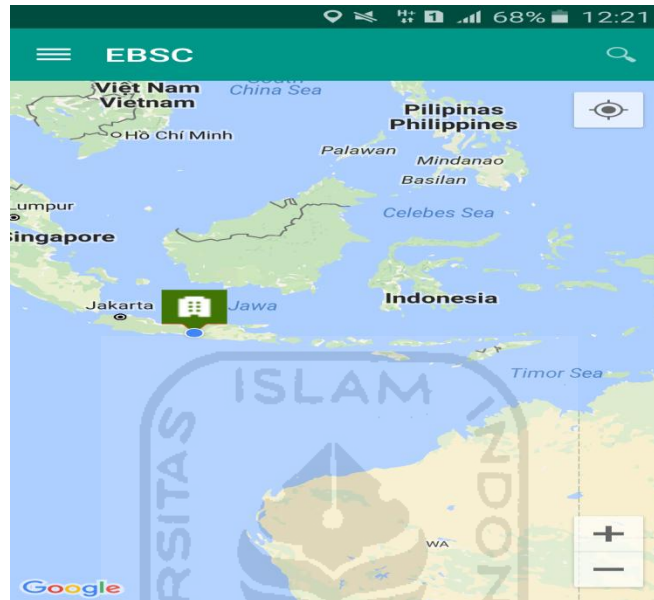 H+ 1 68% 12:21
EBSC
South
Việt Nam
China Sea
Vietnam
Hồ Chí Minh
Pilipinas
Philippines
Palawan
Mindanao
Basilan
Lumpur
Celebes Sea
Singapore
Jakarta
Jawa
Indonesia
Timor Sea
ISLAM
WA
+
−
Google